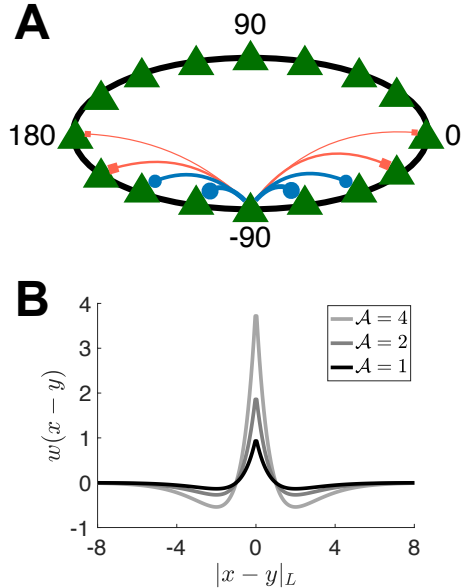 A
90
180
0
-90
B
4
3
2
1
0
-1
w(x − y)
𝒜 = 4
𝒜 = 2
𝒜 = 1
-8
-4
0
4
8
|x − y|_L